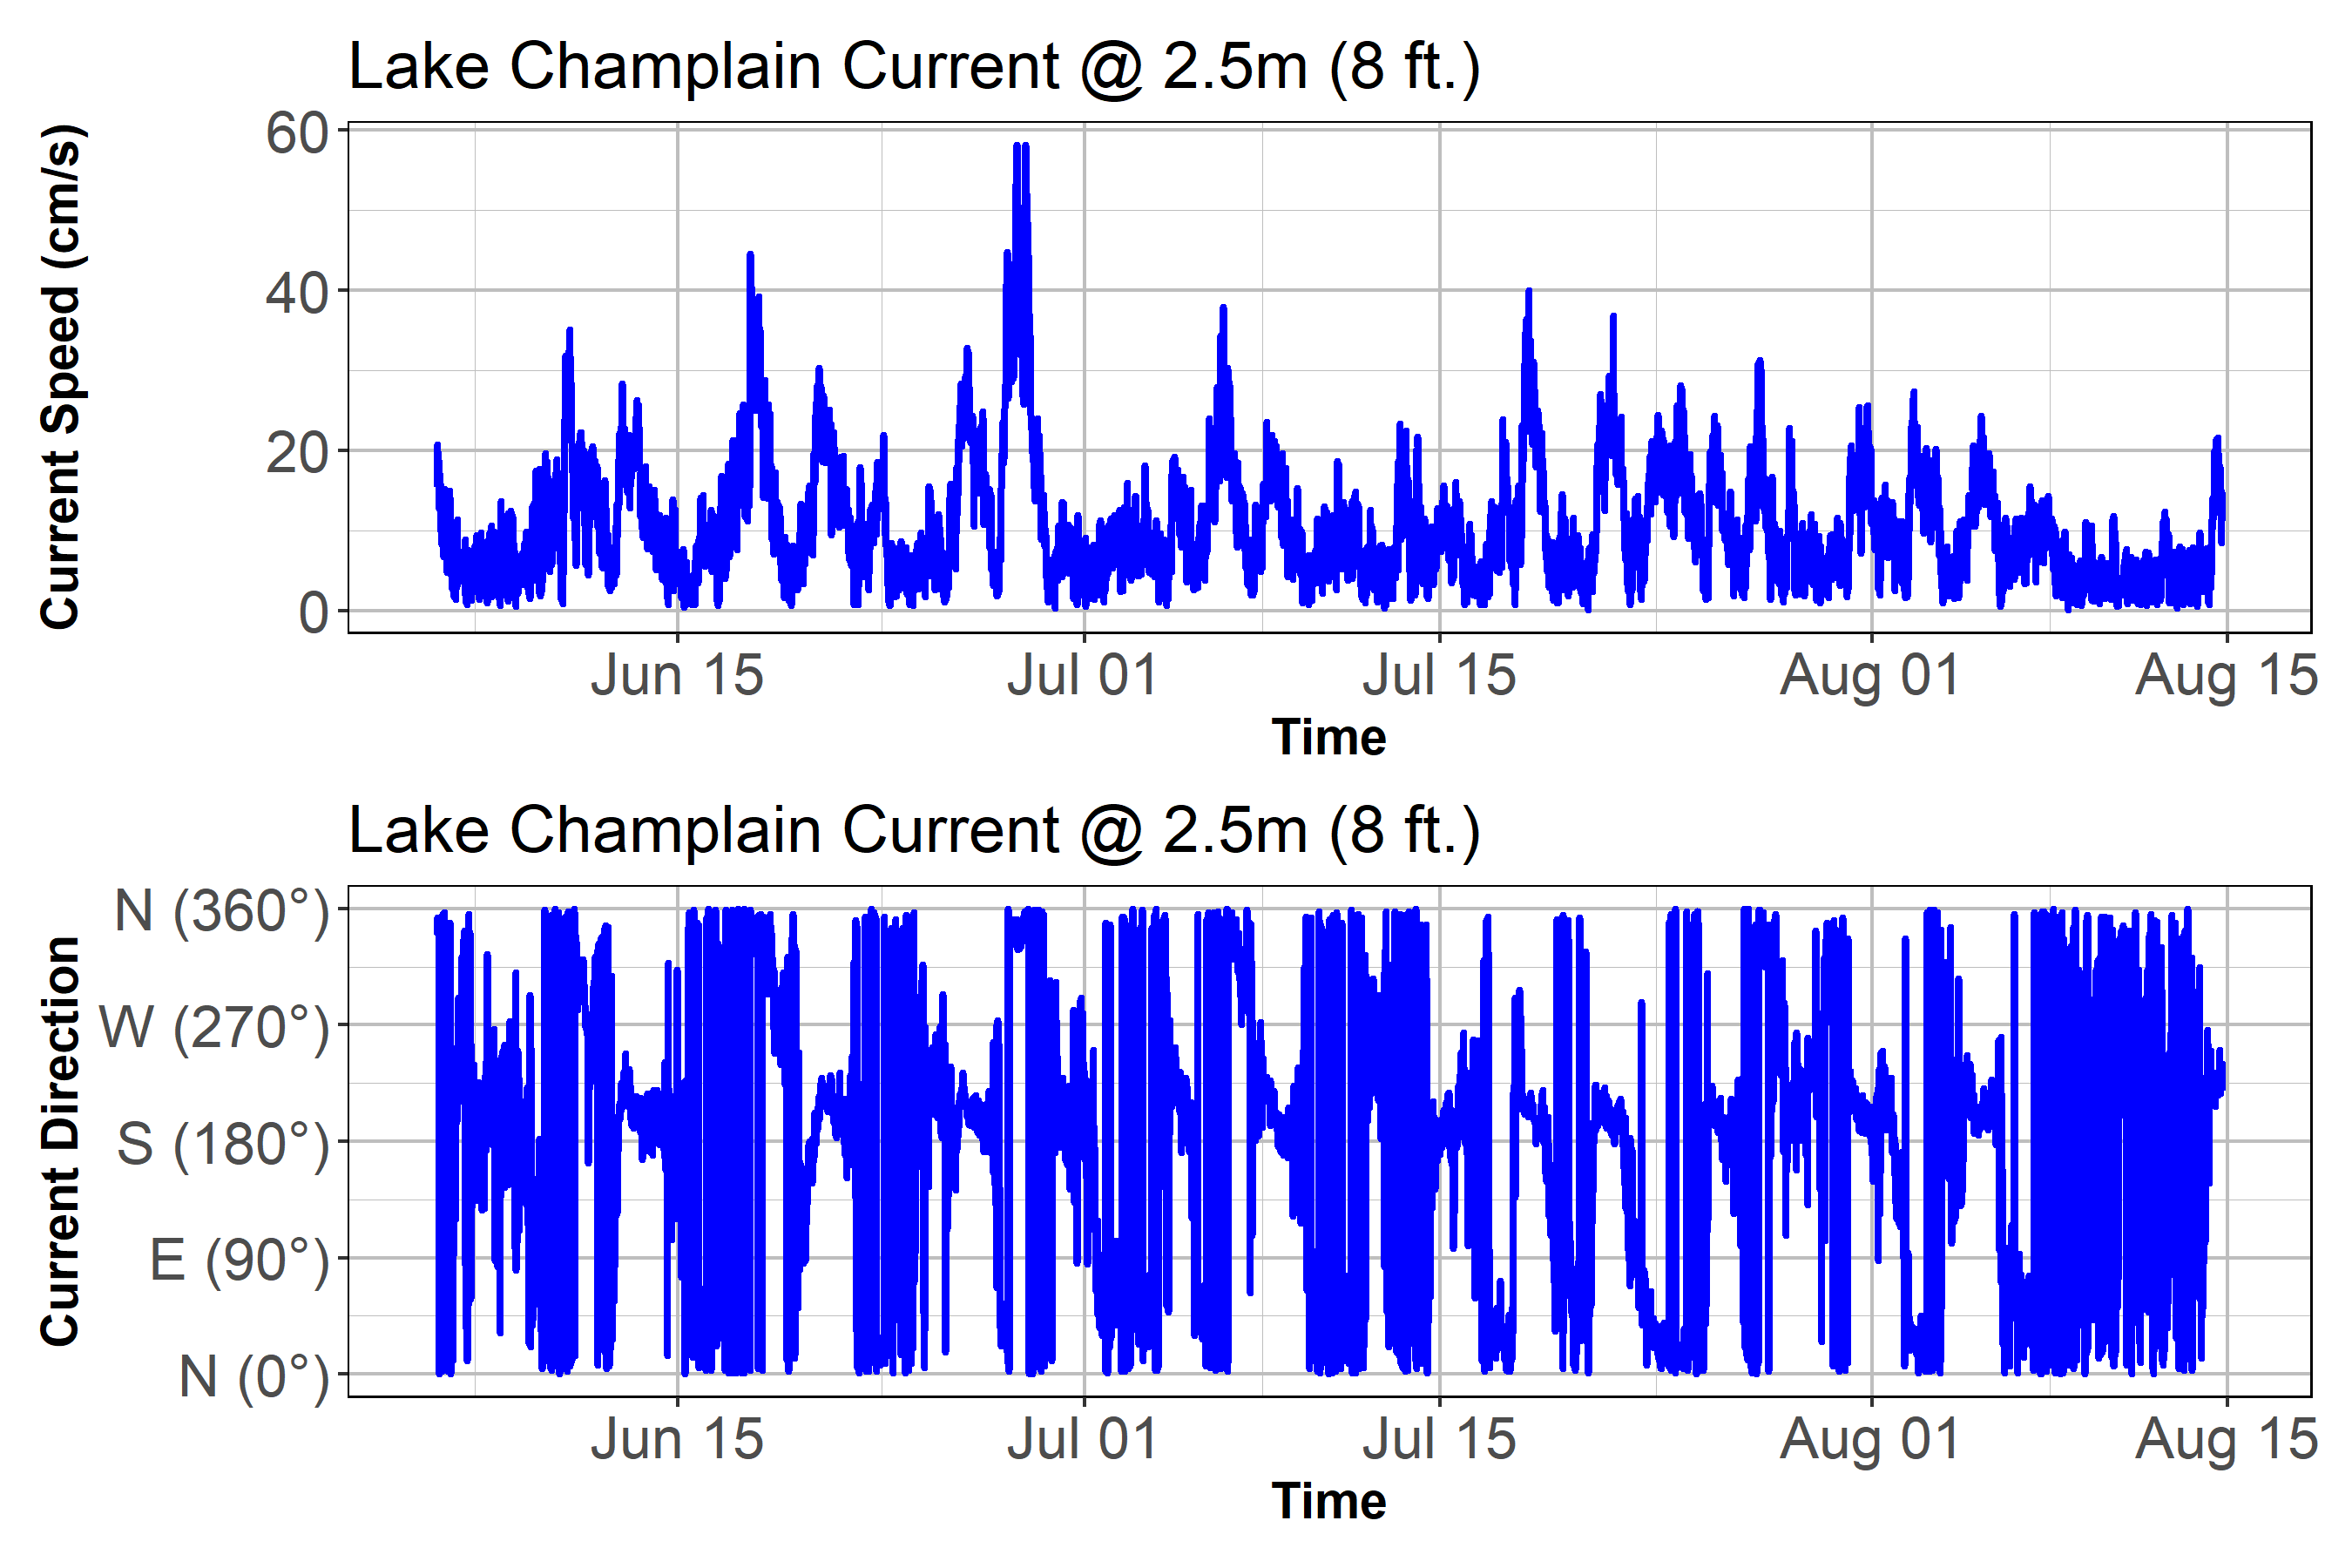 Lake Champlain Current @ 2.5m (8 ft.)
Current Speed (cm/s)
60
40
20
0
Jun 15 Jul 01 Jul 15 Aug 01 Aug 15
Time
Lake Champlain Current @ 2.5m (8 ft.)
Current Direction
N (360°)
W (270°)
S (180°)
E (90°)
N (0°)
Jun 15 Jul 01 Jul 15 Aug 01 Aug 15
Time